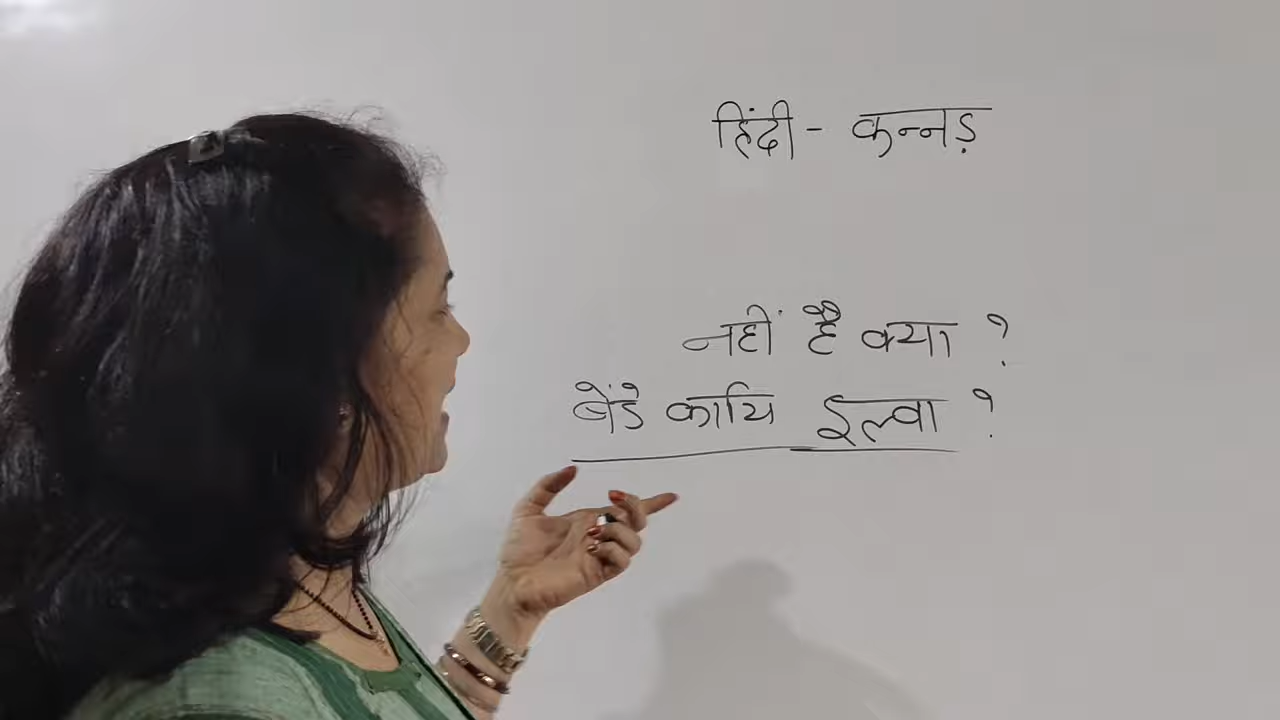 हिंदी - कन्नड़
नहीं है क्या ?
बेंडे कायि इल्वा ?